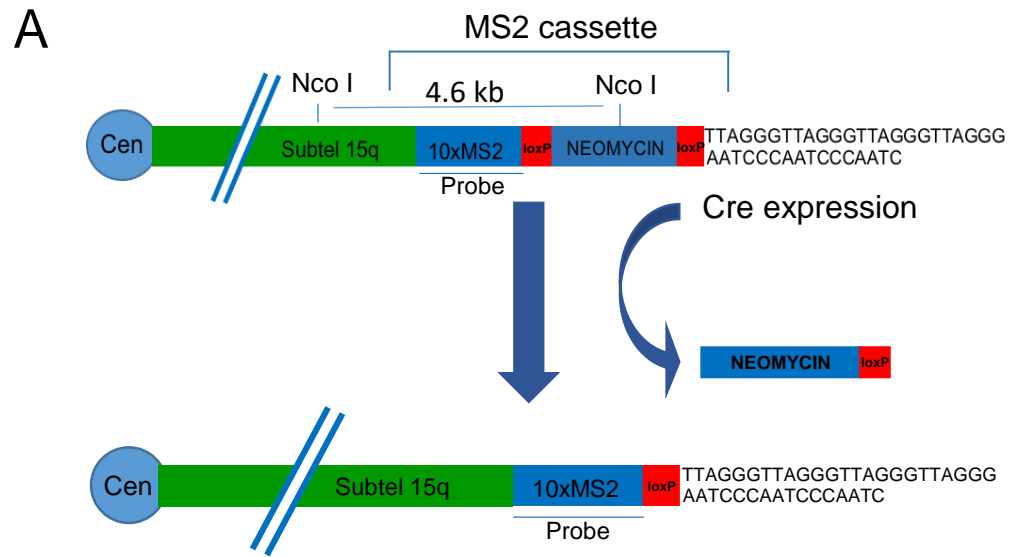 A
MS2 cassette
Nco I
4.6 kb
Nco I
Cen
Subtel 15q
10xMS2
loxP
NEOMYCIN
loxP
TTAGGGTTAGGGTTAGGGTTAGGG
AATCCCAATCCCAATC
Probe
Cre expression
NEOMYCIN
loxP
Cen
Subtel 15q
10xMS2
loxP
TTAGGGTTAGGGTTAGGGTTAGGG
AATCCCAATCCCAATC
Probe